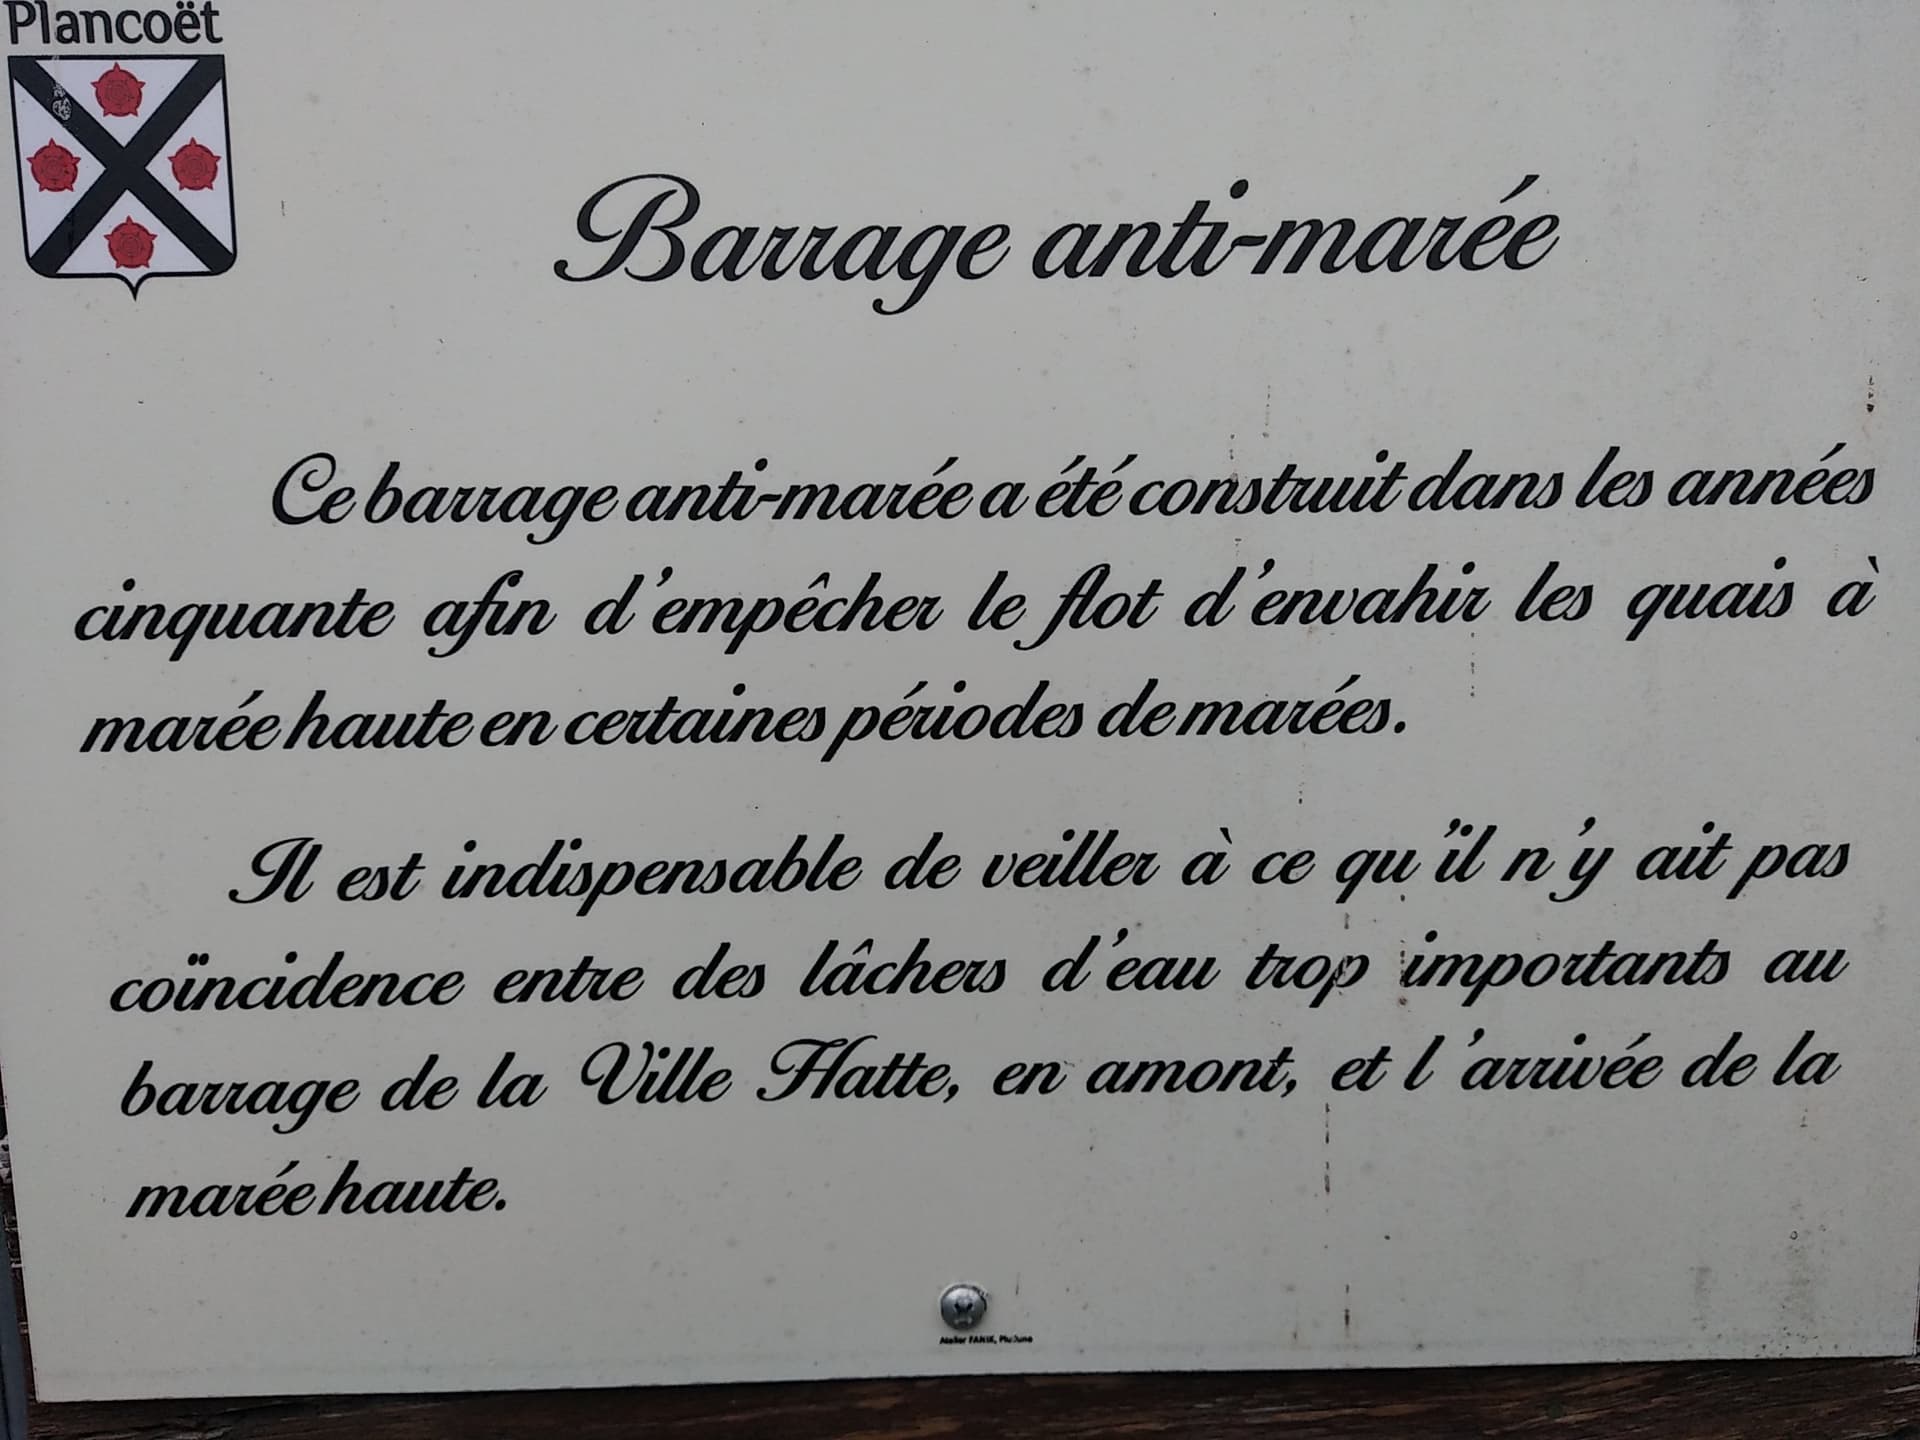 Plancoët
Barrage anti-marée
Ce barrage anti-marée a été construit dans les années
cinquante afin d'empêcher le flot d'envahir les quais à
marée haute en certaines périodes de marées.
Il est indispensable de veiller à ce qu'il n'y ait pas
coïncidence entre des lâchers d'eau trop importants au
barrage de la Ville Hatte, en amont, et l'arrivée de la
marée haute.
Atelier FANIK,